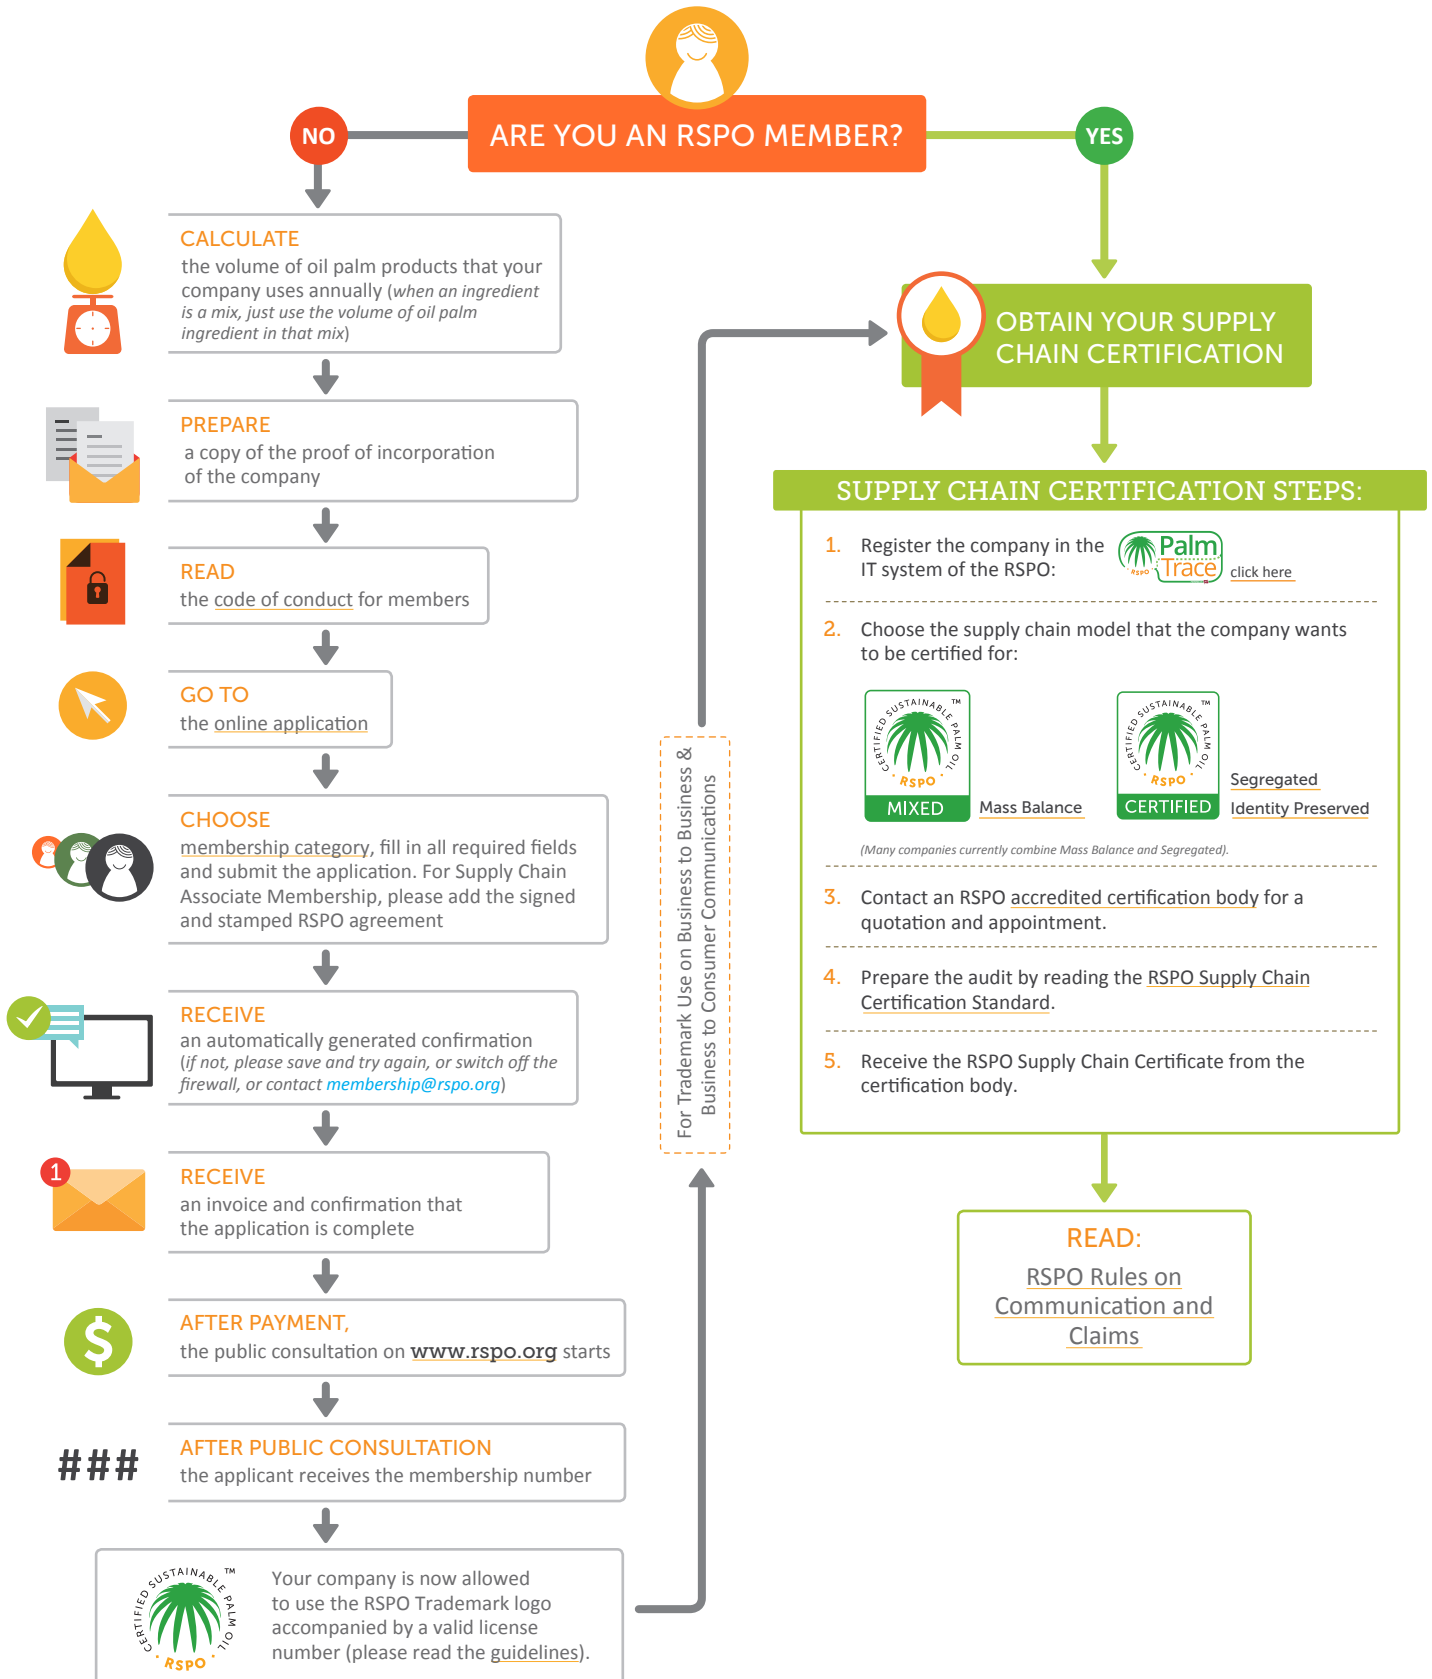 ARE YOU AN RSPO MEMBER?
NO
YES
CALCULATE
the volume of oil palm products that your
company uses annually (when an ingredient
is a mix, just use the volume of oil palm
ingredient in that mix)
PREPARE
a copy of the proof of incorporation
of the company
READ
the code of conduct for members
GO TO
the online application
CHOOSE
membership category, fill in all required fields
and submit the application. For Supply Chain
Associate Membership, please add the signed
and stamped RSPO agreement
RECEIVE
an automatically generated confirmation
(if not, please save and try again, or switch off the
firewall, or contact membership@rspo.org)
1
RECEIVE
an invoice and confirmation that
the application is complete
$
AFTER PAYMENT,
the public consultation on www.rspo.org starts
###
AFTER PUBLIC CONSULTATION
the applicant receives the membership number
CERTIFIED SUSTAINABLE PALM OIL
TM
RSPO
Your company is now allowed
to use the RSPO Trademark logo
accompanied by a valid license
number (please read the guidelines).
For Trademark Use on Business to Business &
Business to Consumer Communications
OBTAIN YOUR SUPPLY
CHAIN CERTIFICATION
SUPPLY CHAIN CERTIFICATION STEPS:
1. Register the company in the
IT system of the RSPO:
RSPO
Palm
Trace
click here
2. Choose the supply chain model that the company wants
to be certified for:
CERTIFIED SUSTAINABLE PALM OIL
TM
RSPO
MIXED
Mass Balance
CERTIFIED SUSTAINABLE PALM OIL
TM
RSPO
CERTIFIED
Segregated
Identity Preserved
(Many companies currently combine Mass Balance and Segregated).
3. Contact an RSPO accredited certification body for a
quotation and appointment.
4. Prepare the audit by reading the RSPO Supply Chain
Certification Standard.
5. Receive the RSPO Supply Chain Certificate from the
certification body.
READ:
RSPO Rules on
Communication and
Claims